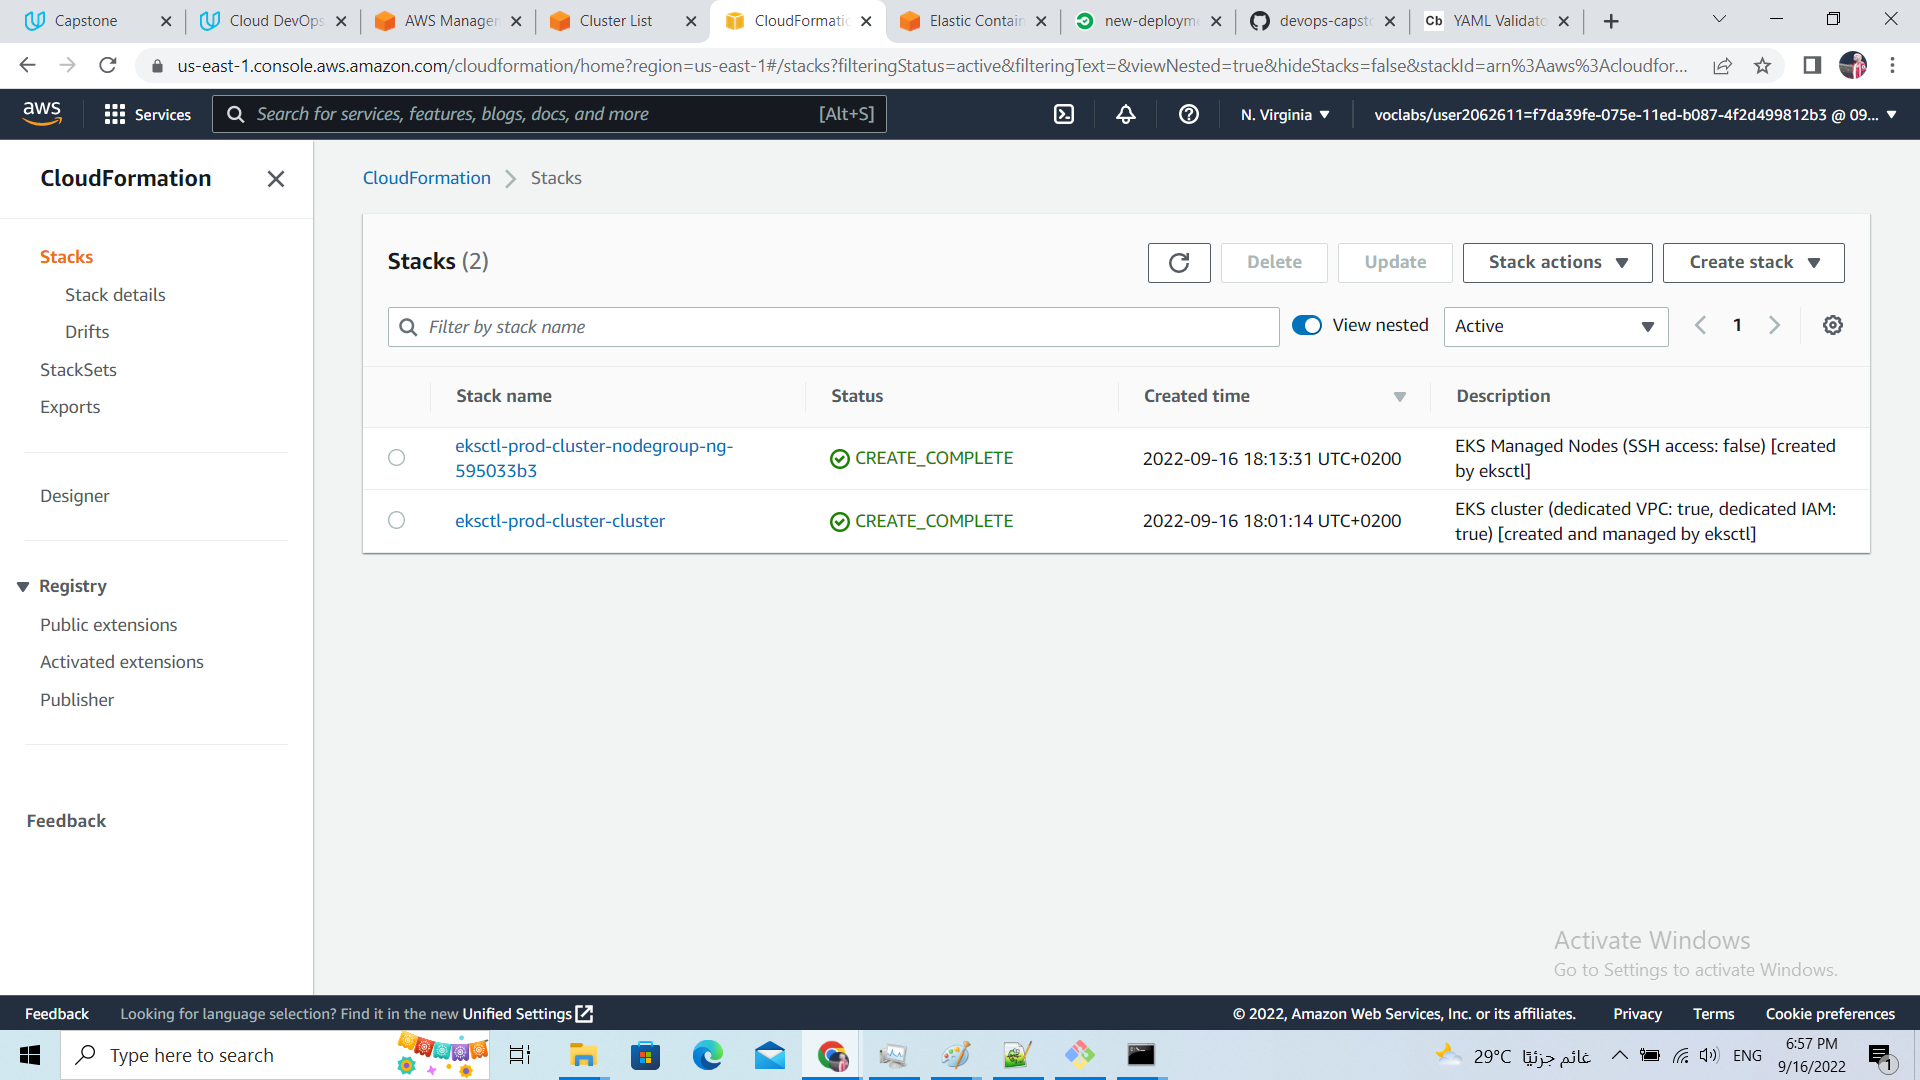 Capstone
Cloud DevOps
AWS Managem
Cluster List
CloudFormatio
Elastic Contain
new-deployme
devops-capsto
Cb YAML Validato
us-east-1.console.aws.amazon.com/cloudformation/home?region=us-east-1#/stacks?filteringStatus=active&filteringText=&viewNested=true&hideStacks=false&stackId=arn%3Aaws%3Acloudfor...
aws
Services
Search for services, features, blogs, docs, and more [Alt+S]
N. Virginia
voclabs/user2062611=f7da39fe-075e-11ed-b087-4f2d499812b3 @ 09...
CloudFormation
Stacks
Stack details
Drifts
StackSets
Exports
Designer
Registry
Public extensions
Activated extensions
Publisher
Feedback
CloudFormation
Stacks
Stacks (2)
Delete
Update
Stack actions
Create stack
Filter by stack name
View nested
Active
1
Stack name
Status
Created time
Description
eksctl-prod-cluster-nodegroup-ng-
595033b3
CREATE_COMPLETE
2022-09-16 18:13:31 UTC+0200
EKS Managed Nodes (SSH access: false) [created
by eksctl]
eksctl-prod-cluster-cluster
CREATE_COMPLETE
2022-09-16 18:01:14 UTC+0200
EKS cluster (dedicated VPC: true, dedicated IAM:
true) [created and managed by eksctl]
Activate Windows
Go to Settings to activate Windows.
Feedback
Looking for language selection? Find it in the new Unified Settings
© 2022, Amazon Web Services, Inc. or its affiliates.
Privacy
Terms
Cookie preferences
Type here to search
29°C غائم جزئيًا
ENG
6:57 PM
9/16/2022
1